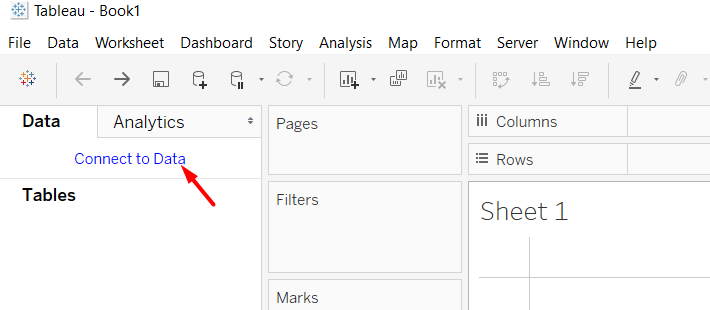 Tableau - Book1
File Data Worksheet Dashboard Story Analysis Map Format Server Window Help
Data Analytics
Connect to Data
Tables
Pages
Filters
Marks
iii Columns
Rows
Sheet 1